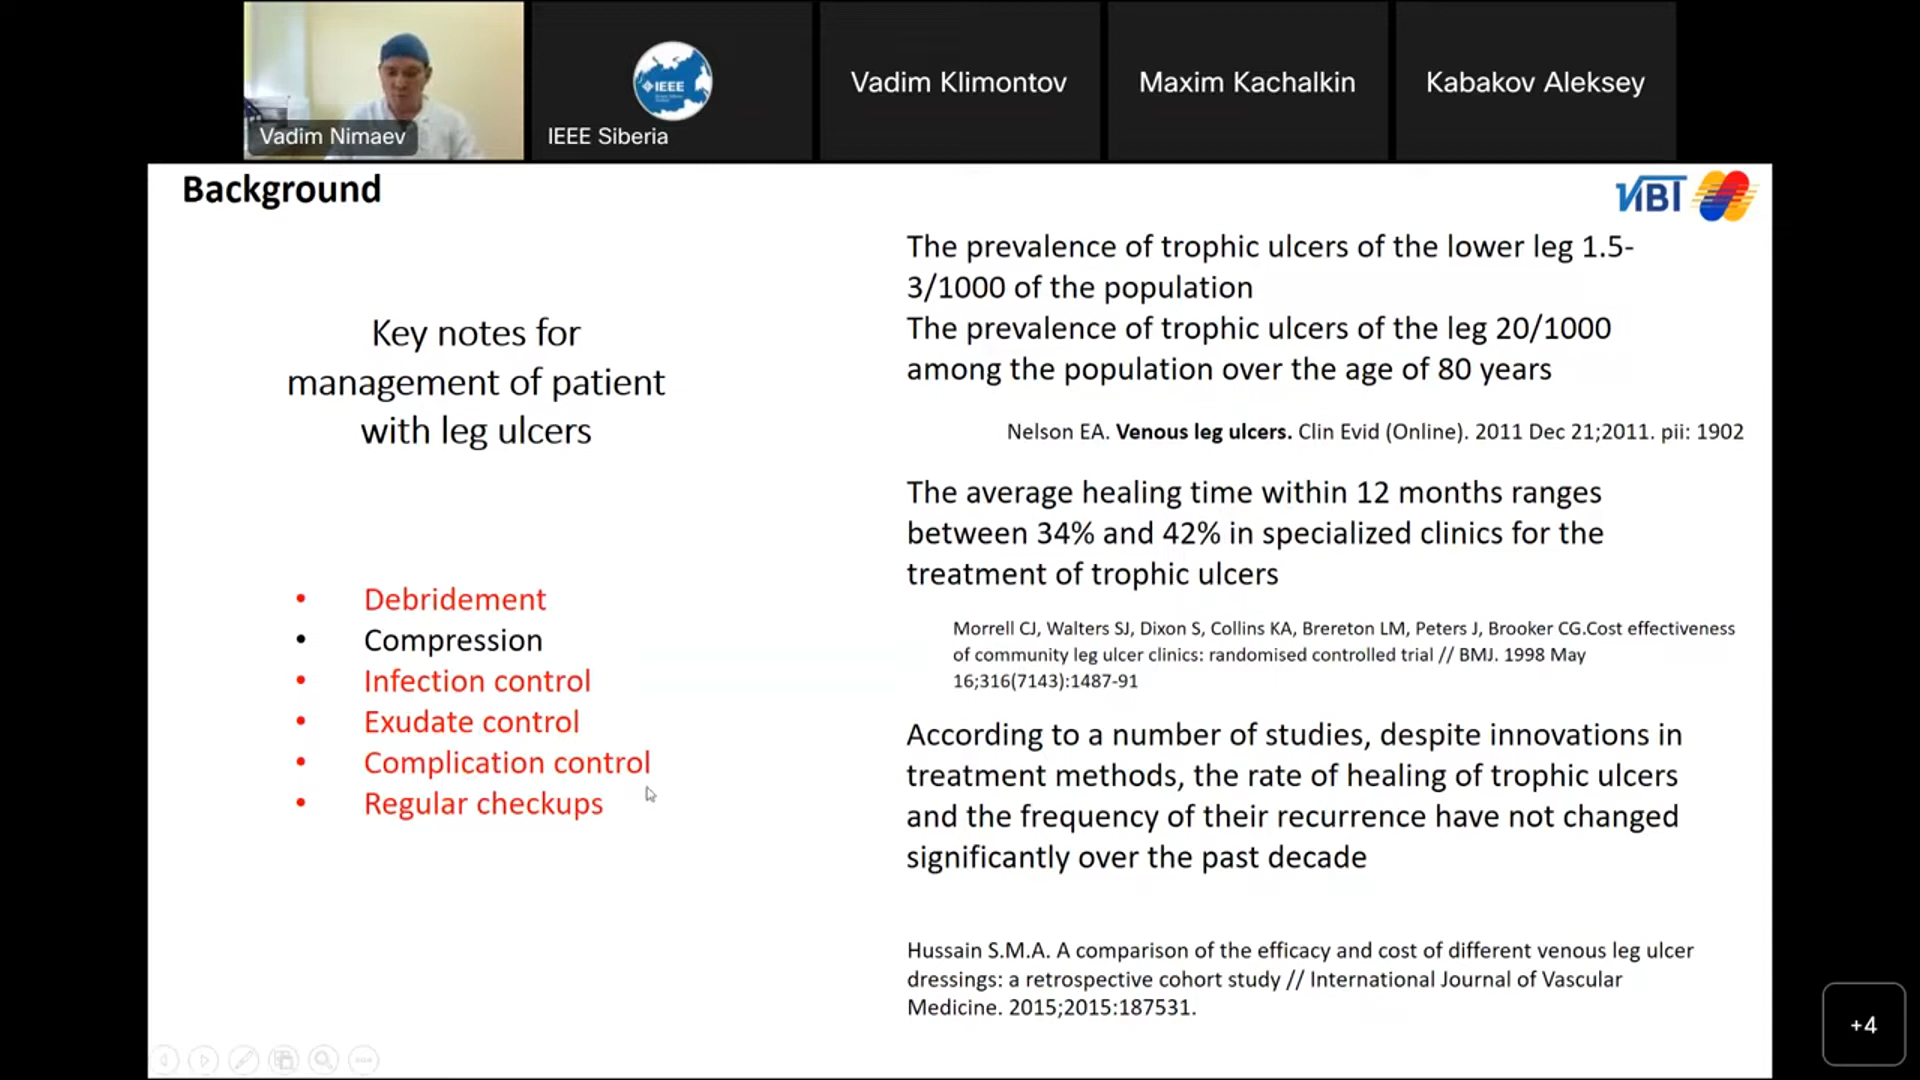 Vadim Nimaev
IEEE
IEEE Siberia
Vadim Klimontov
Maxim Kachalkin
Kabakov Aleksey
Background
Key notes for
management of patient
with leg ulcers
• Debridement
• Compression
• Infection control
• Exudate control
• Complication control
• Regular checkups
The prevalence of trophic ulcers of the lower leg 1.5-
3/1000 of the population
The prevalence of trophic ulcers of the leg 20/1000
among the population over the age of 80 years
Nelson EA. Venous leg ulcers. Clin Evid (Online). 2011 Dec 21;2011. pii: 1902
The average healing time within 12 months ranges
between 34% and 42% in specialized clinics for the
treatment of trophic ulcers
Morrell CJ, Walters SJ, Dixon S, Collins KA, Brereton LM, Peters J, Brooker CG.Cost effectiveness
of community leg ulcer clinics: randomised controlled trial // BMJ. 1998 May
16;316(7143):1487-91
According to a number of studies, despite innovations in
treatment methods, the rate of healing of trophic ulcers
and the frequency of their recurrence have not changed
significantly over the past decade
Hussain S.M.A. A comparison of the efficacy and cost of different venous leg ulcer
dressings: a retrospective cohort study // International Journal of Vascular
Medicine. 2015;2015:187531.
+4